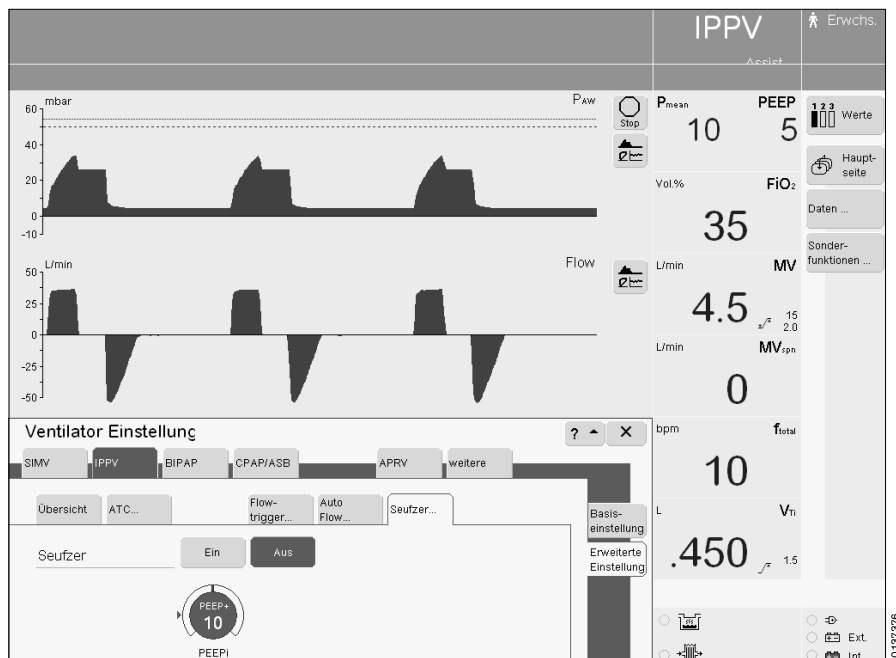 IPPV
Assist
Erwchs.
mbar
PAW
60
40
20
0
-10
Stop
L/min
Flow
50
25
0
-25
-50
Pmean
10
PEEP
5
Vol.%
FiO2
35
L/min
MV
4.5
15
2.0
L/min
MVspn
0
bpm
ftotal
10
L
VTi
.450
1.5
1 2 3
Werte
Haupt-
seite
Daten ...
Sonder-
funktionen ...
Ventilator Einstellung
?
SIMV
IPPV
BIPAP
CPAP/ASB
APRV
weitere
Übersicht
ATC...
Flow-
trigger...
Auto
Flow...
Seufzer...
Basis-
einstellung
Erweiterte
Einstellung
Seufzer
Ein
Aus
PEEP+
10
PEEPi
Ext.
Int.